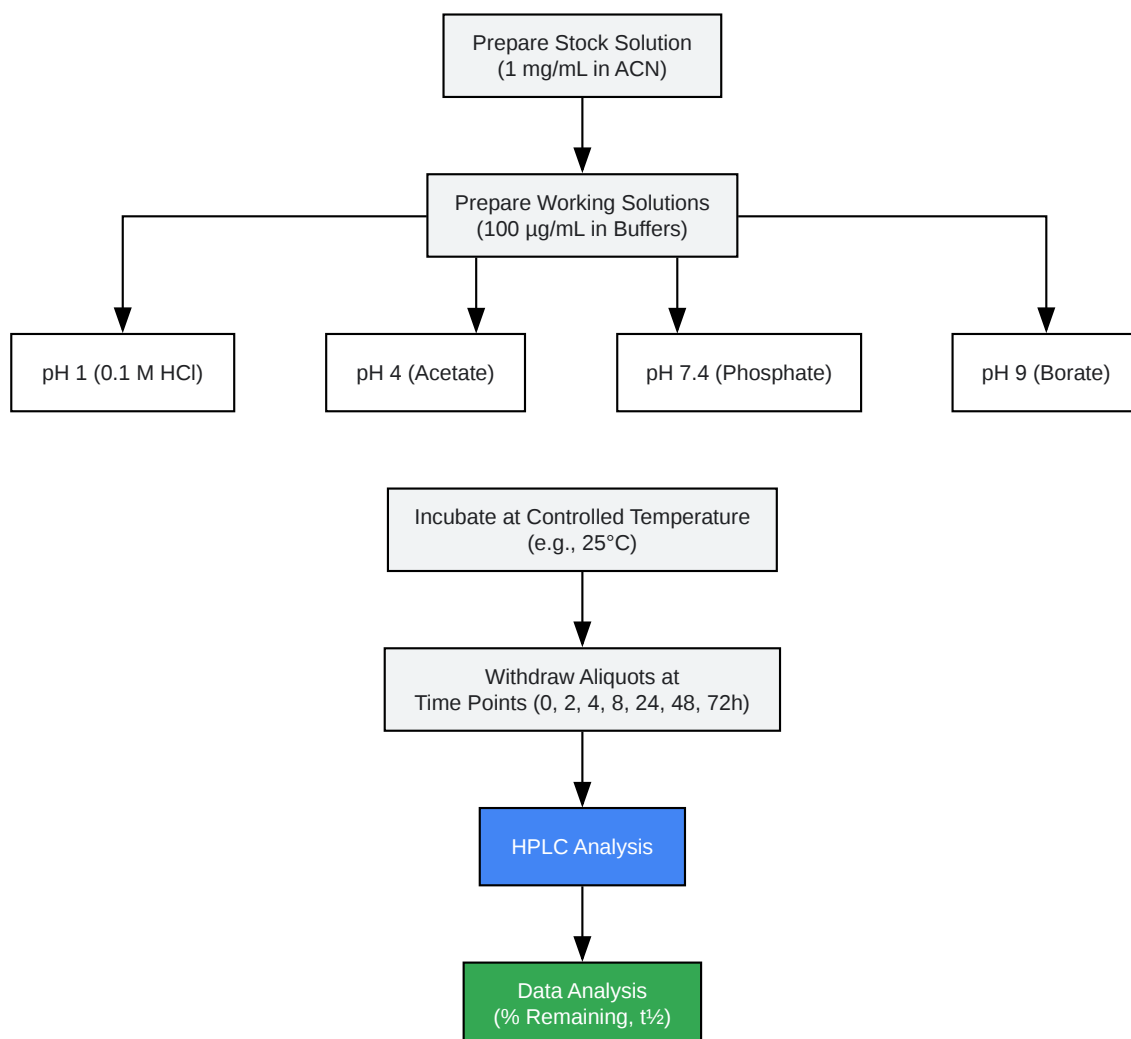 Prepare Stock Solution
(1 mg/mL in ACN)
Prepare Working Solutions
(100 µg/mL in Buffers)
pH 1 (0.1 M HCl)
pH 4 (Acetate)
pH 7.4 (Phosphate)
pH 9 (Borate)
Incubate at Controlled Temperature
(e.g., 25°C)
Withdraw Aliquots at
Time Points (0, 2, 4, 8, 24, 48, 72h)
HPLC Analysis
Data Analysis
(% Remaining, t½)